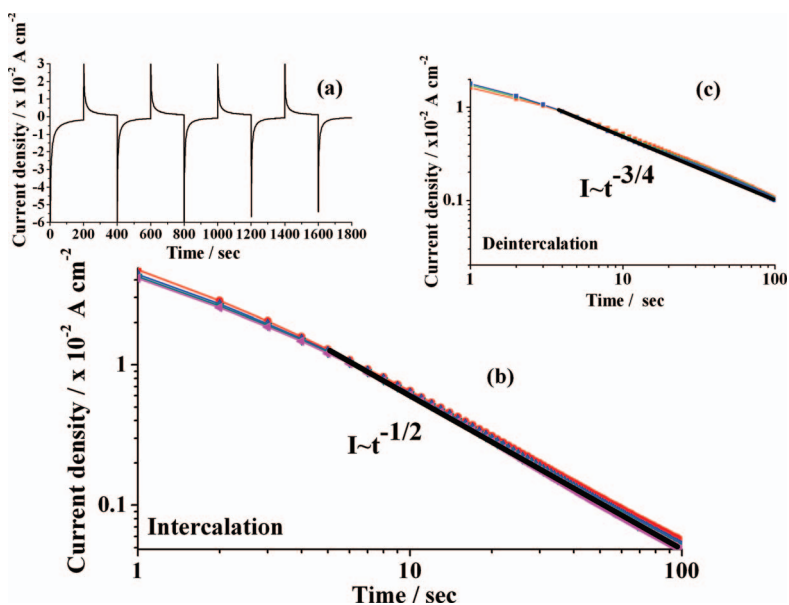 (a)
Current density / x 10⁻² A cm⁻²
3
2
1
0
-1
-2
-3
-4
-5
-6
0 200 400 600 800 1000 1200 1400 1600 1800
Time / sec
(c)
Current density / x10⁻² A cm⁻²
1
0.1
I~t⁻³/⁴
Deintercalation
1 10 100
Time / sec
(b)
Current density / x 10⁻² A cm⁻²
1
0.1
I~t⁻¹/²
Intercalation
1 10 100
Time / sec